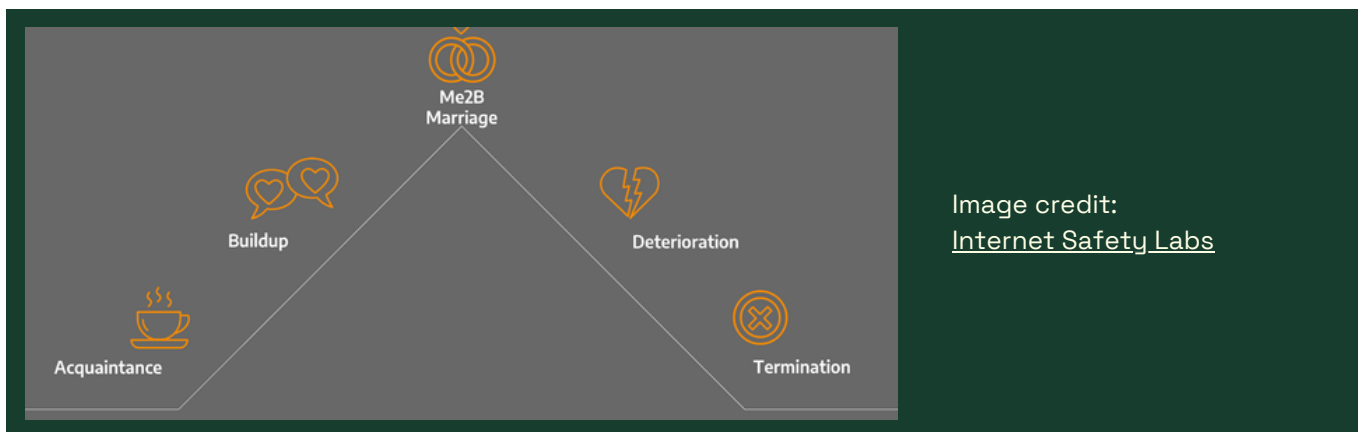 Me2B
Marriage
Buildup
Deterioration
Acquaintance
Termination
Image credit:
Internet Safety Labs